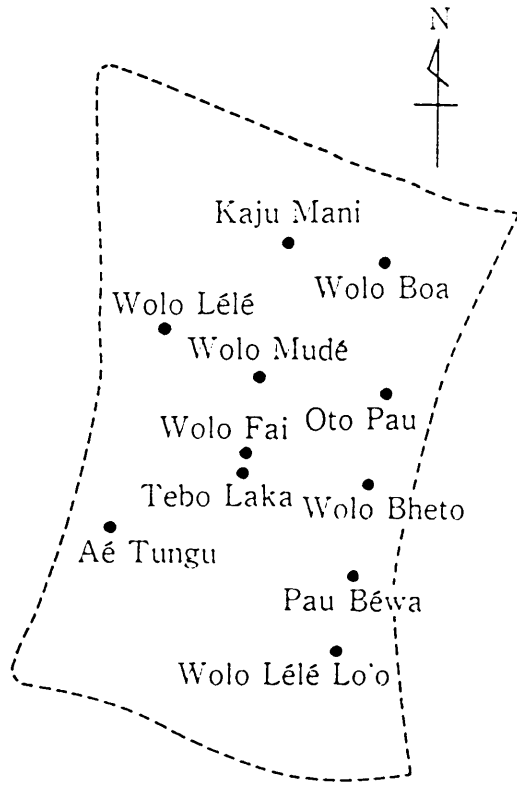 N
Kaju Mani
Wolo Boa
Wolo Lélé
Wolo Mudé
Oto Pau
Wolo Fai
Tebo Laka
Wolo Bheto
Aé Tungu
Pau Béwa
Wolo Lélé Lo'o